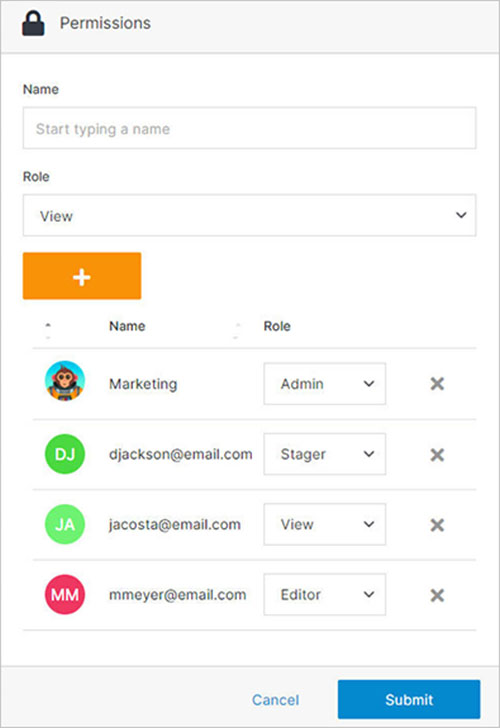 Permissions
Name
Start typing a name
Role
View
Name Role
Marketing Admin
DJ djackson@email.com Stager
JA jacosta@email.com View
MM mmeyer@email.com Editor
Cancel Submit